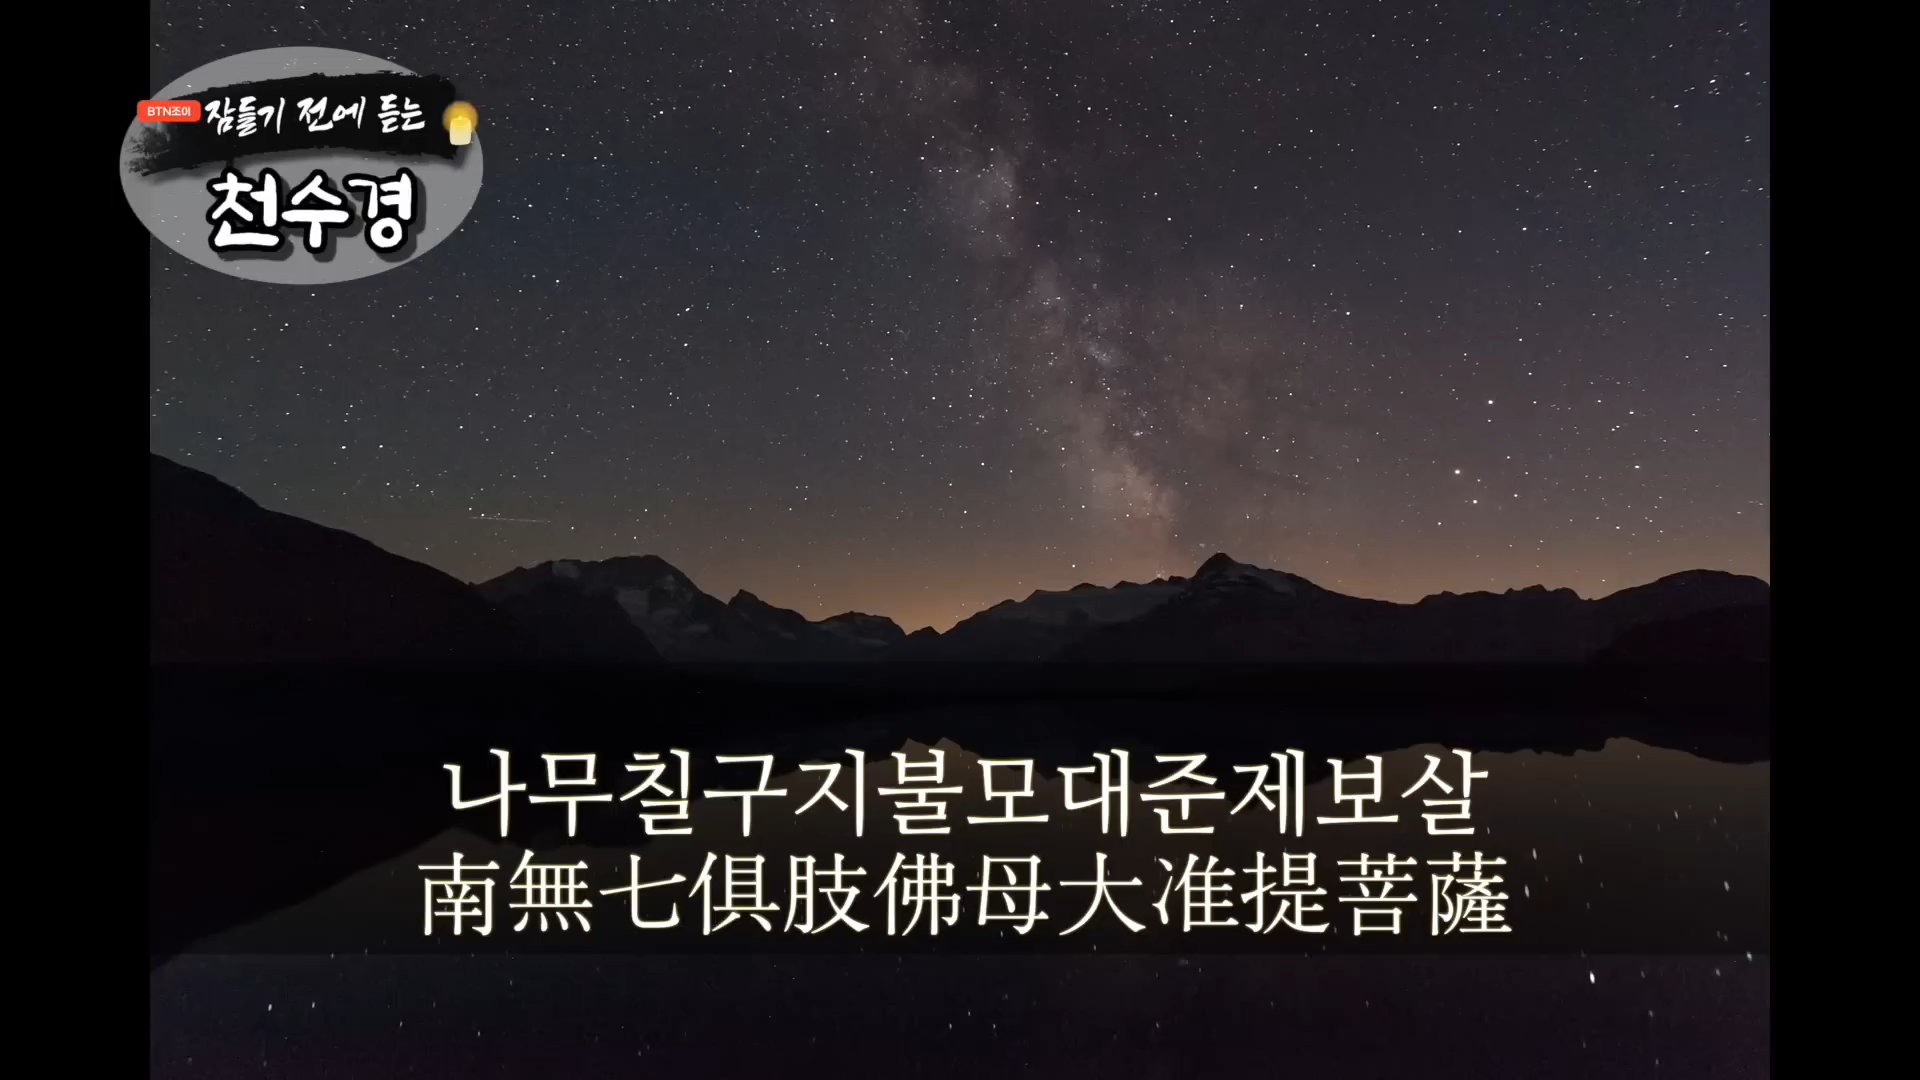 BTN조이
잠들기 전에 듣는
천수경
나무칠구지불모대준제보살
南無七俱肢佛母大准提菩薩